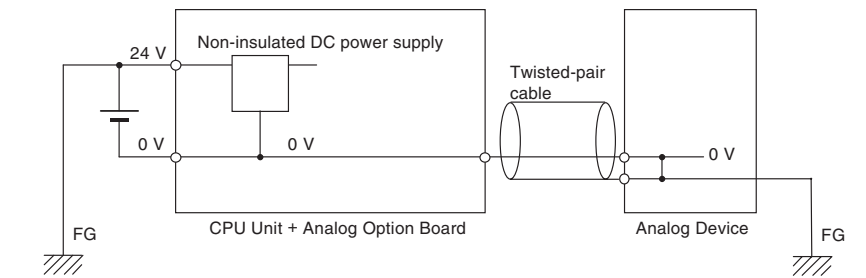 Non-insulated DC power supply
24 V
Twisted-pair
cable
0 V
0 V
0 V
CPU Unit + Analog Option Board
Analog Device
FG
FG